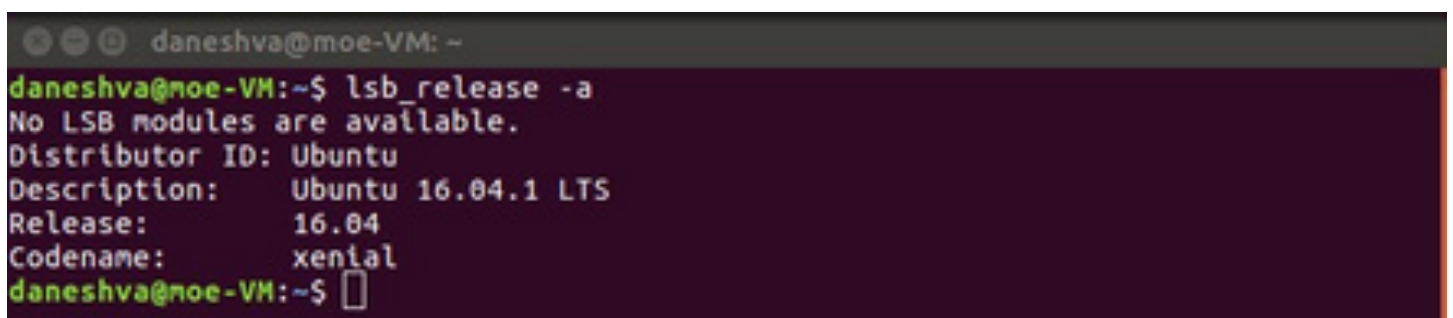 daneshva@moe-VM: ~
daneshva@moe-VM:~$ lsb_release -a
No LSB modules are available.
Distributor ID: Ubuntu
Description:    Ubuntu 16.04.1 LTS
Release:        16.04
Codename:       xenial
daneshva@moe-VM:~$